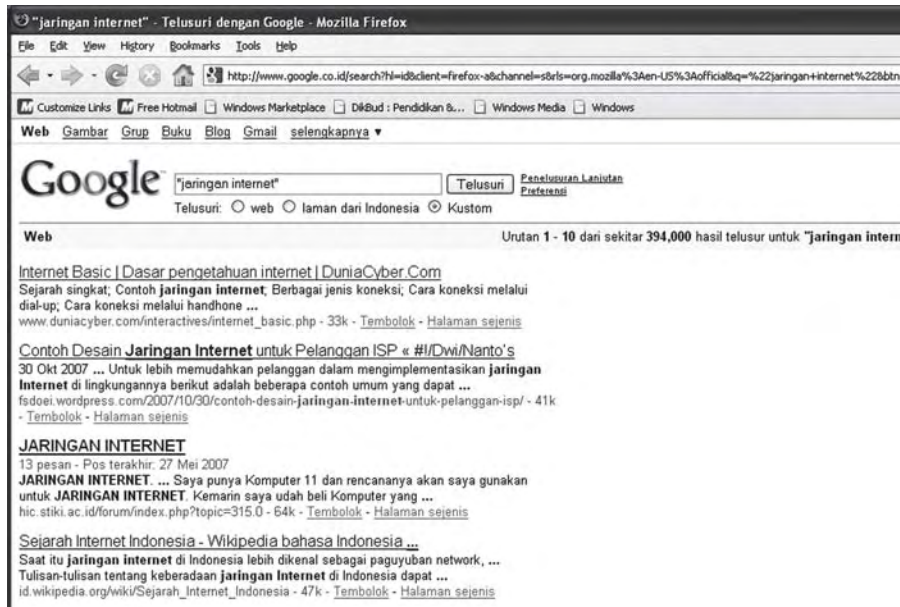 "jaringan internet" - Telusuri dengan Google - Mozilla Firefox
File Edit View History Bookmarks Tools Help
http://www.google.co.id/search?hl=id&client=firefox-a&channel=s&rls=org.mozilla%3Aen-US%3Aofficial&q=%22jaringan+internet%22&btn
Customize Links Free Hotmail Windows Marketplace DikBud : Pendidikan &... Windows Media Windows
Web Gambar Grup Buku Blog Gmail selengkapnya ▼
Google "jaringan internet" Telusuri Penelusuran Lanjutan
Preferensi
Telusuri: web laman dari Indonesia Kustom
Web Urutan 1 - 10 dari sekitar 394,000 hasil telusur untuk "jaringan intern
Internet Basic | Dasar pengetahuan internet | DuniaCyber.Com
Sejarah singkat; Contoh jaringan internet; Berbagai jenis koneksi; Cara koneksi melalui
dial-up; Cara koneksi melalui handhone ...
www.duniacyber.com/interactives/internet_basic.php - 33k - Tembolok - Halaman sejenis
Contoh Desain Jaringan Internet untuk Pelanggan ISP « #!/Dwi/Nanto's
30 Okt 2007 ... Untuk lebih memudahkan pelanggan dalam mengimplementasikan jaringan
Internet di lingkungannya berikut adalah beberapa contoh umum yang dapat ...
fsdoei.wordpress.com/2007/10/30/contoh-desain-jaringan-internet-untuk-pelanggan-isp/ - 41k
- Tembolok - Halaman sejenis
JARINGAN INTERNET
13 pesan - Pos terakhir: 27 Mei 2007
JARINGAN INTERNET. ... Saya punya Komputer 11 dan rencananya akan saya gunakan
untuk JARINGAN INTERNET. Kemarin saya udah beli Komputer yang ...
hic.stiki.ac.id/forum/index.php?topic=315.0 - 64k - Tembolok - Halaman sejenis
Sejarah Internet Indonesia - Wikipedia bahasa Indonesia ...
Saat itu jaringan internet di Indonesia lebih dikenal sebagai paguyuban network, ...
Tulisan-tulisan tentang keberadaan jaringan Internet di Indonesia dapat ...
id.wikipedia.org/wiki/Sejarah_Internet_Indonesia - 47k - Tembolok - Halaman sejenis